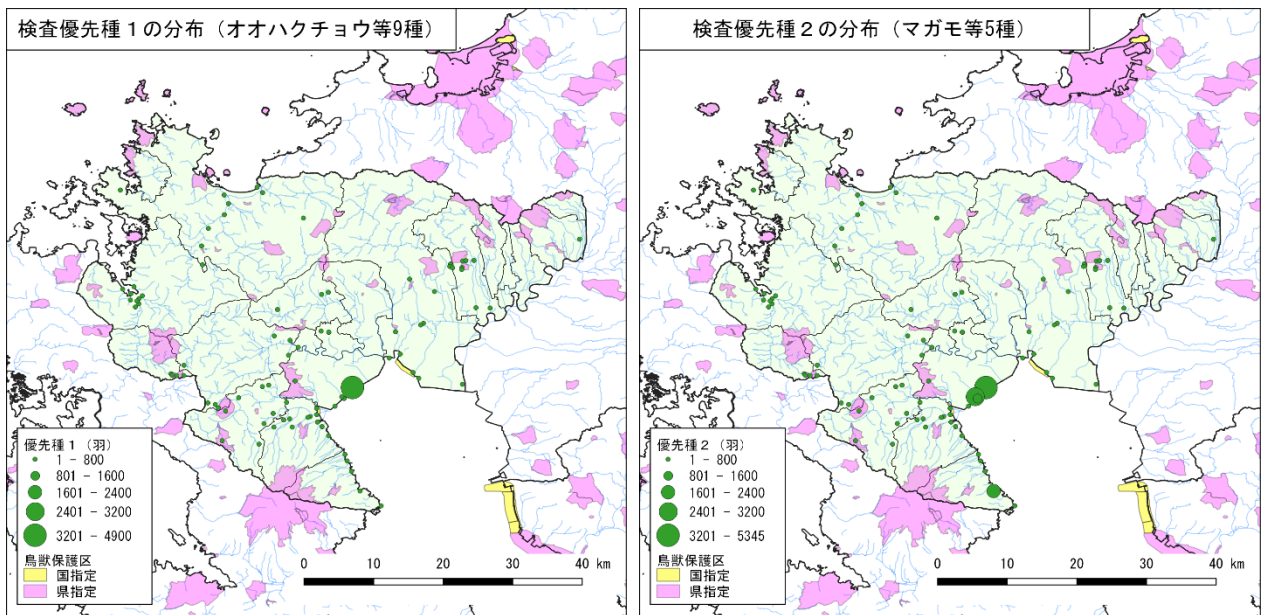 検査優先種１の分布（オオハクチョウ等9種）
優先種１（羽）
1 - 800
801 - 1600
1601 - 2400
2401 - 3200
3201 - 4900
鳥獣保護区
国指定
県指定
0 10 20 30 40 km
検査優先種２の分布（マガモ等5種）
優先種２（羽）
1 - 800
801 - 1600
1601 - 2400
2401 - 3200
3201 - 5345
鳥獣保護区
国指定
県指定
0 10 20 30 40 km